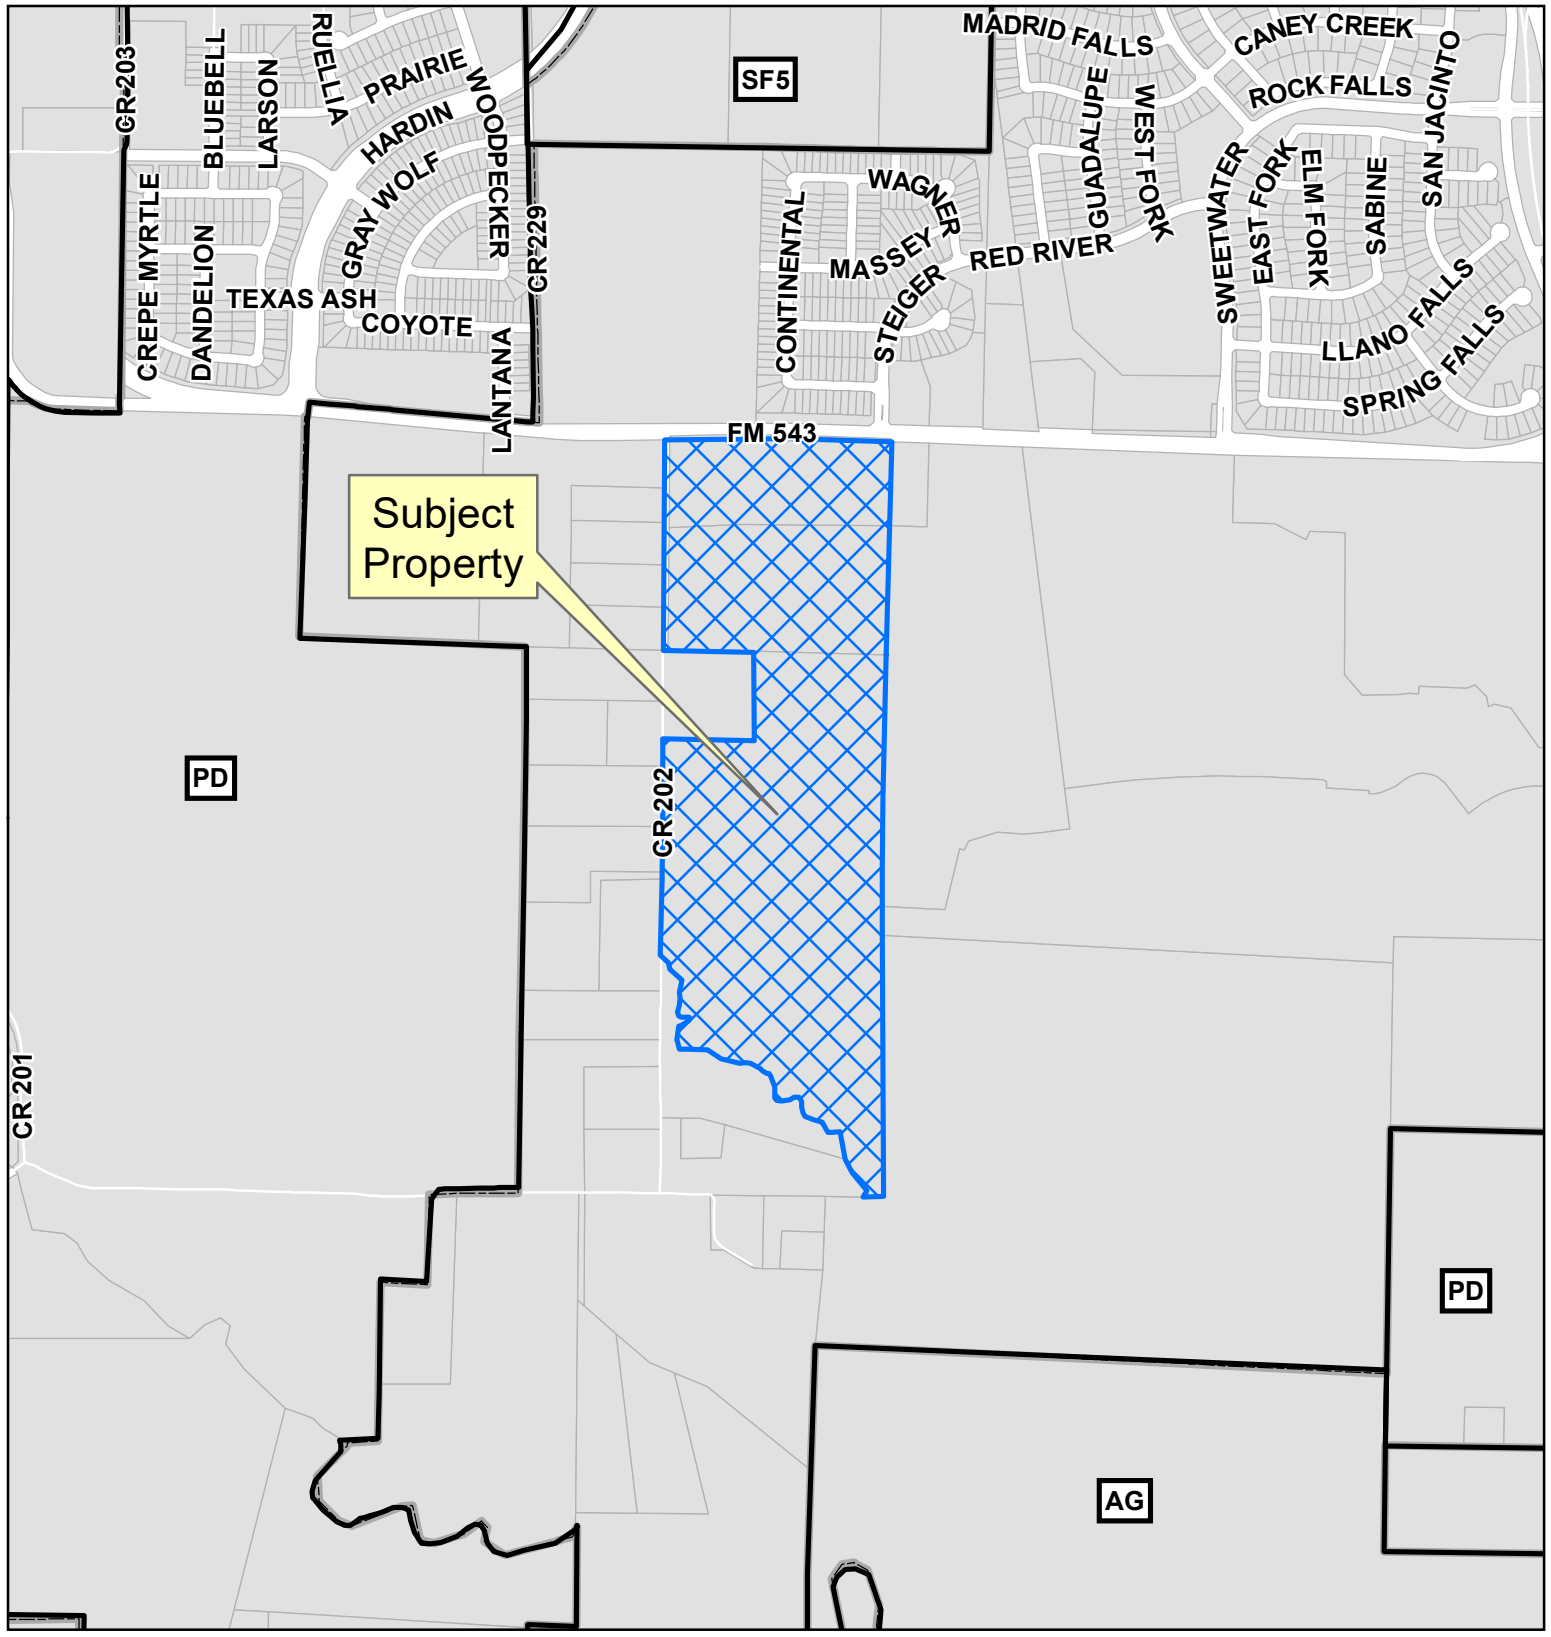 CR 203
BLUEBELL
LARSON
RUELLIA
PRAIRIE
HARDIN
WOODPECKER
GRAY WOLF
CREPE MYRTLE
DANDELION
TEXAS ASH
COYOTE
LANTANA
CR 229
SF5
MADRID FALLS
CANEY CREEK
ROCK FALLS
SAN JACINTO
GUADALUPE
WEST FORK
SWEETWATER
EAST FORK
ELM FORK
SABINE
WAGNER
CONTINENTAL
MASSEY
STEIGER
RED RIVER
LLANO FALLS
SPRING FALLS
FM 543
Subject
Property
PD
CR 202
CR 201
PD
AG